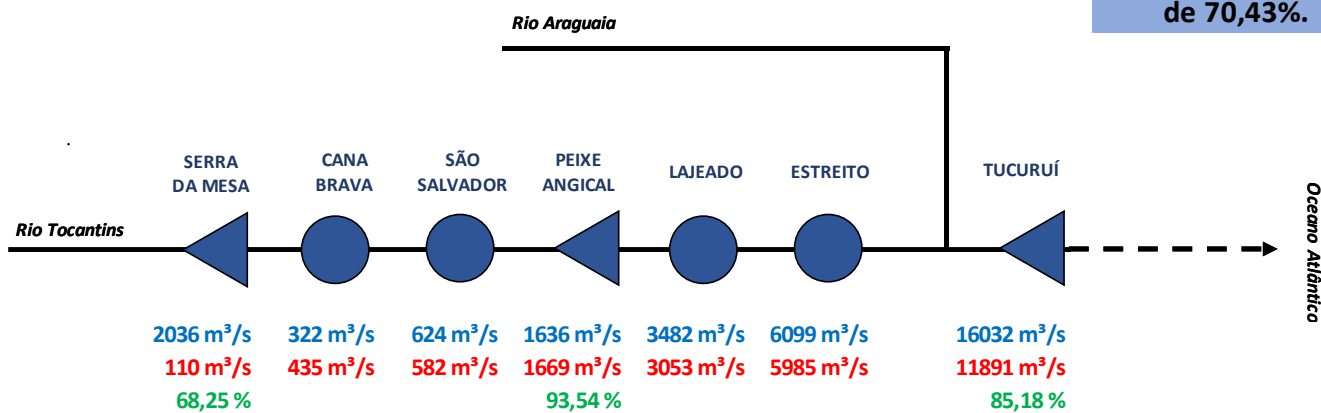 de 70,43%.
Rio Araguaia
SERRA
DA MESA
CANA
BRAVA
SÃO
SALVADOR
PEIXE
ANGICAL
LAJEADO
ESTREITO
TUCURUÍ
Rio Tocantins
Oceano Atlântico
2036 m³/s 322 m³/s 624 m³/s 1636 m³/s 3482 m³/s 6099 m³/s 16032 m³/s
110 m³/s 435 m³/s 582 m³/s 1669 m³/s 3053 m³/s 5985 m³/s 11891 m³/s
68,25 % 93,54 % 85,18 %